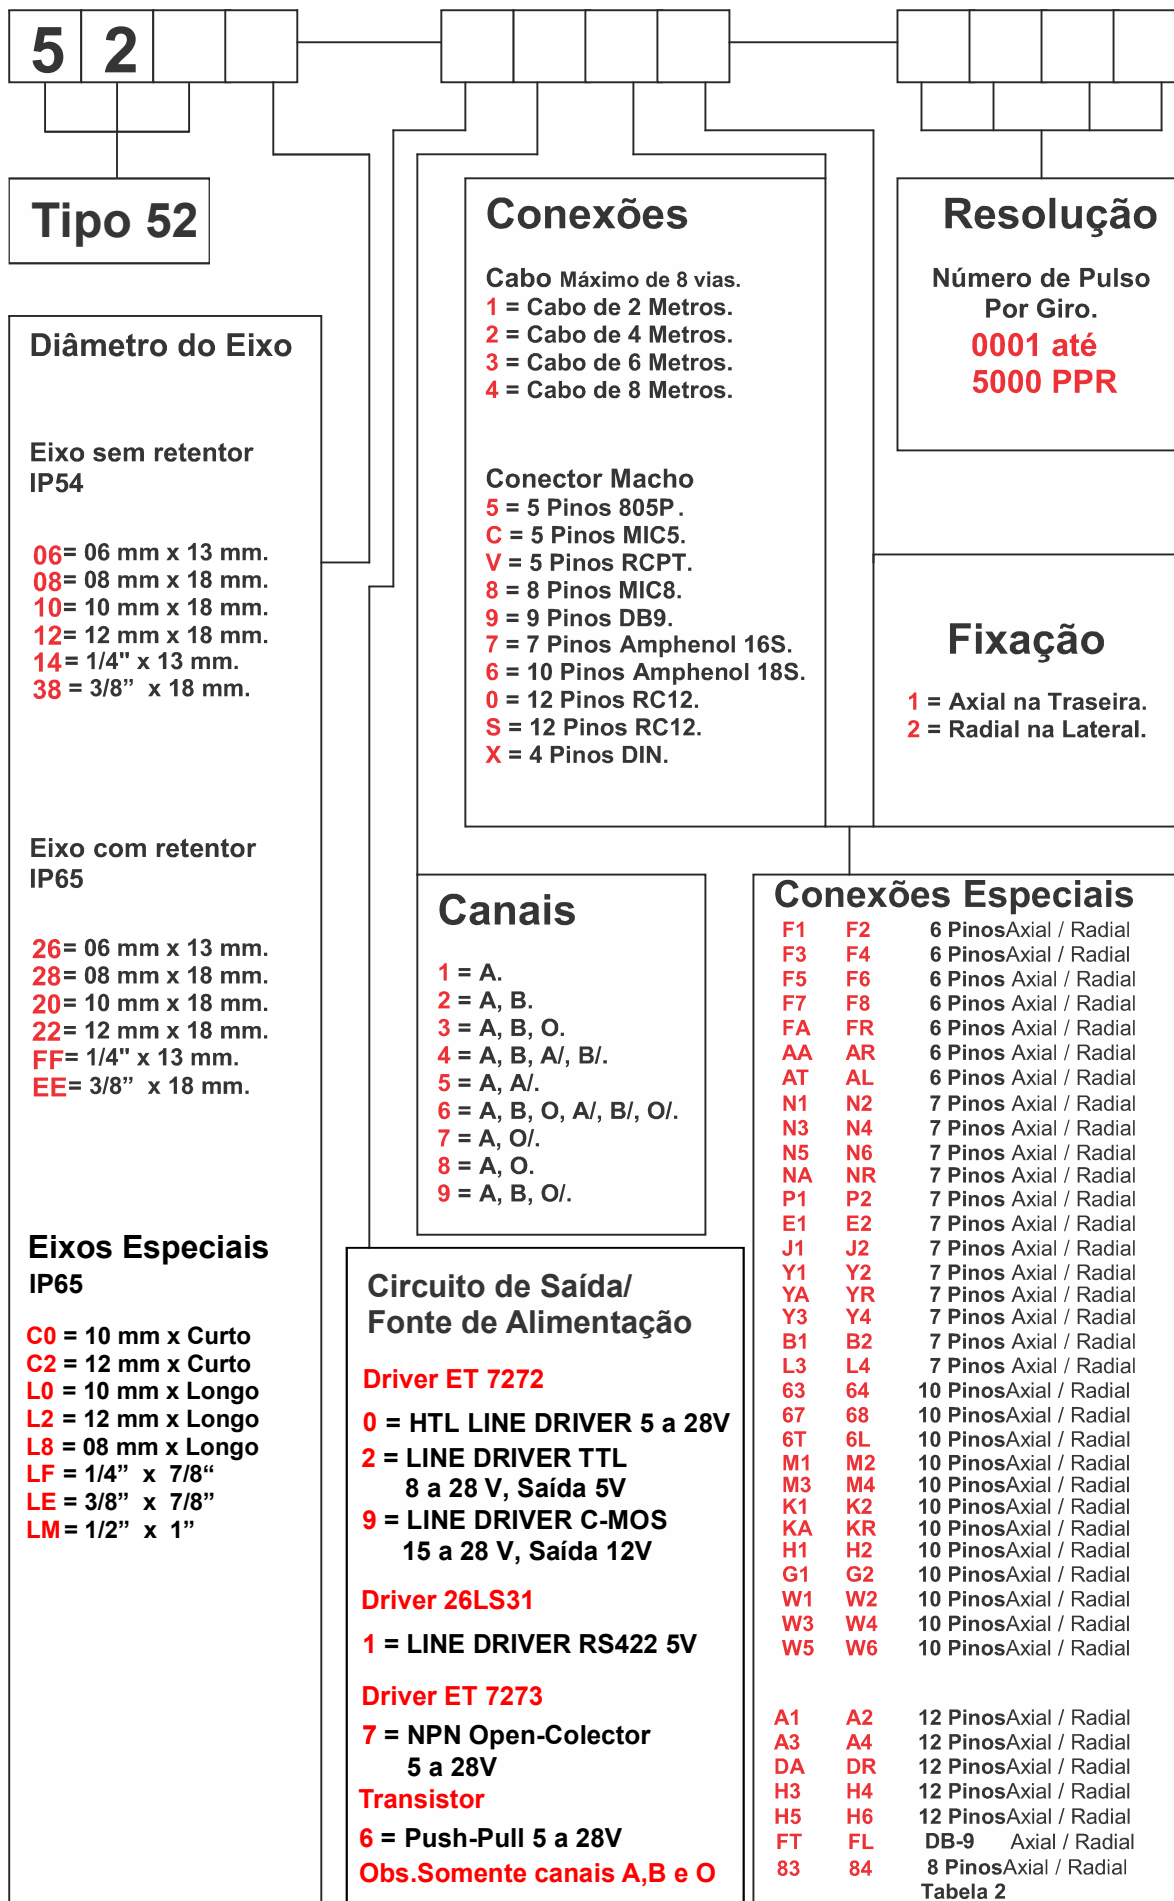 5 2
Tipo 52
Diâmetro do Eixo
Eixo sem retentor
IP54
06= 06 mm x 13 mm.
08= 08 mm x 18 mm.
10= 10 mm x 18 mm.
12= 12 mm x 18 mm.
14= 1/4" x 13 mm.
38 = 3/8” x 18 mm.
Eixo com retentor
IP65
26= 06 mm x 13 mm.
28= 08 mm x 18 mm.
20= 10 mm x 18 mm.
22= 12 mm x 18 mm.
FF= 1/4" x 13 mm.
EE= 3/8” x 18 mm.
Eixos Especiais
IP65
C0 = 10 mm x Curto
C2 = 12 mm x Curto
L0 = 10 mm x Longo
L2 = 12 mm x Longo
L8 = 08 mm x Longo
LF = 1/4” x 7/8“
LE = 3/8” x 7/8”
LM = 1/2” x 1”
Conexões
Cabo Máximo de 8 vias.
1 = Cabo de 2 Metros.
2 = Cabo de 4 Metros.
3 = Cabo de 6 Metros.
4 = Cabo de 8 Metros.
Conector Macho
5 = 5 Pinos 805P.
C = 5 Pinos MIC5.
V = 5 Pinos RCPT.
8 = 8 Pinos MIC8.
9 = 9 Pinos DB9.
7 = 7 Pinos Amphenol 16S.
6 = 10 Pinos Amphenol 18S.
0 = 12 Pinos RC12.
S = 12 Pinos RC12.
X = 4 Pinos DIN.
Resolução
Número de Pulso
Por Giro.
0001 até
5000 PPR
Fixação
1 = Axial na Traseira.
2 = Radial na Lateral.
Canais
1 = A.
2 = A, B.
3 = A, B, O.
4 = A, B, A/, B/.
5 = A, A/.
6 = A, B, O, A/, B/, O/.
7 = A, O/.
8 = A, O.
9 = A, B, O/.
Circuito de Saída/
Fonte de Alimentação
Driver ET 7272
0 = HTL LINE DRIVER 5 a 28V
2 = LINE DRIVER TTL
8 a 28 V, Saída 5V
9 = LINE DRIVER C-MOS
15 a 28 V, Saída 12V
Driver 26LS31
1 = LINE DRIVER RS422 5V
Driver ET 7273
7 = NPN Open-Colector
5 a 28V
Transistor
6 = Push-Pull 5 a 28V
Obs.Somente canais A,B e O
Conexões Especiais
F1 F2 6 PinosAxial / Radial
F3 F4 6 PinosAxial / Radial
F5 F6 6 Pinos Axial / Radial
F7 F8 6 Pinos Axial / Radial
FA FR 6 Pinos Axial / Radial
AA AR 6 Pinos Axial / Radial
AT AL 6 Pinos Axial / Radial
N1 N2 7 Pinos Axial / Radial
N3 N4 7 Pinos Axial / Radial
N5 N6 7 Pinos Axial / Radial
NA NR 7 Pinos Axial / Radial
P1 P2 7 Pinos Axial / Radial
E1 E2 7 Pinos Axial / Radial
J1 J2 7 Pinos Axial / Radial
Y1 Y2 7 Pinos Axial / Radial
YA YR 7 Pinos Axial / Radial
Y3 Y4 7 Pinos Axial / Radial
B1 B2 7 Pinos Axial / Radial
L3 L4 7 Pinos Axial / Radial
63 64 10 PinosAxial / Radial
67 68 10 PinosAxial / Radial
6T 6L 10 PinosAxial / Radial
M1 M2 10 PinosAxial / Radial
M3 M4 10 PinosAxial / Radial
K1 K2 10 PinosAxial / Radial
KA KR 10 PinosAxial / Radial
H1 H2 10 PinosAxial / Radial
G1 G2 10 PinosAxial / Radial
W1 W2 10 PinosAxial / Radial
W3 W4 10 PinosAxial / Radial
W5 W6 10 PinosAxial / Radial
A1 A2 12 PinosAxial / Radial
A3 A4 12 PinosAxial / Radial
DA DR 12 PinosAxial / Radial
H3 H4 12 PinosAxial / Radial
H5 H6 12 PinosAxial / Radial
FT FL DB-9 Axial / Radial
83 84 8 PinosAxial / Radial
Tabela 2